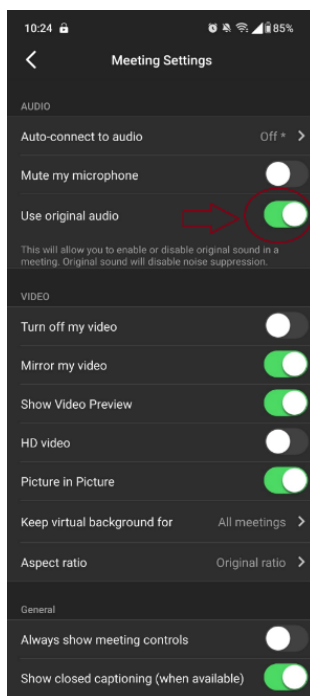 10:24 85%
Meeting Settings
AUDIO
Auto-connect to audio Off *
Mute my microphone
Use original audio
This will allow you to enable or disable original sound in a
meeting. Original sound will disable noise suppression.
VIDEO
Turn off my video
Mirror my video
Show Video Preview
HD video
Picture in Picture
Keep virtual background for All meetings
Aspect ratio Original ratio
General
Always show meeting controls
Show closed captioning (when available)